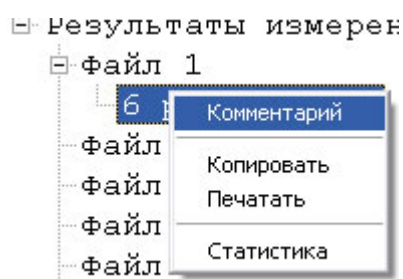 Результаты измерен
Файл 1
6
Комментарий
Файл
Копировать
Файл
Печатать
Файл
Статистика
Файл